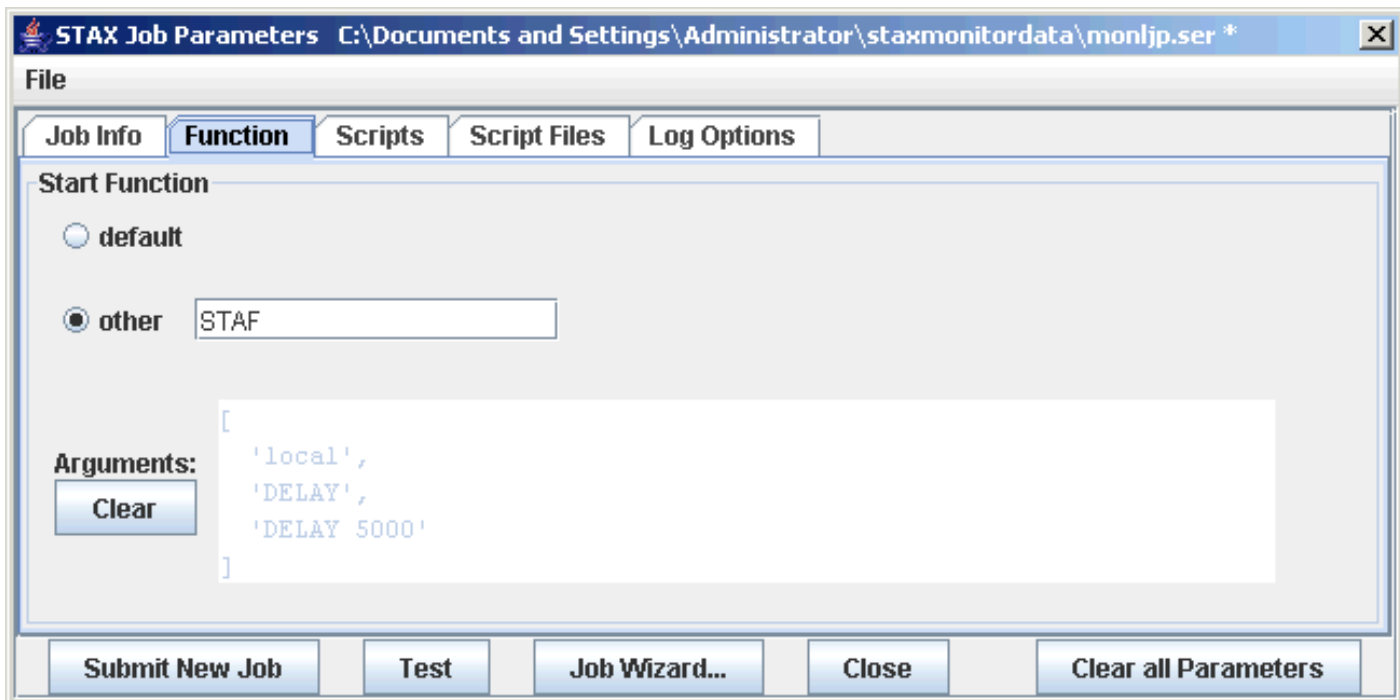 STAX Job Parameters C:\Documents and Settings\Administrator\staxmonitordata\monljp.ser *
File
Job Info Function Scripts Script Files Log Options
Start Function
default
other STAF
Arguments:
Clear
[
'local',
'DELAY',
'DELAY 5000'
]
Submit New Job Test Job Wizard... Close Clear all Parameters